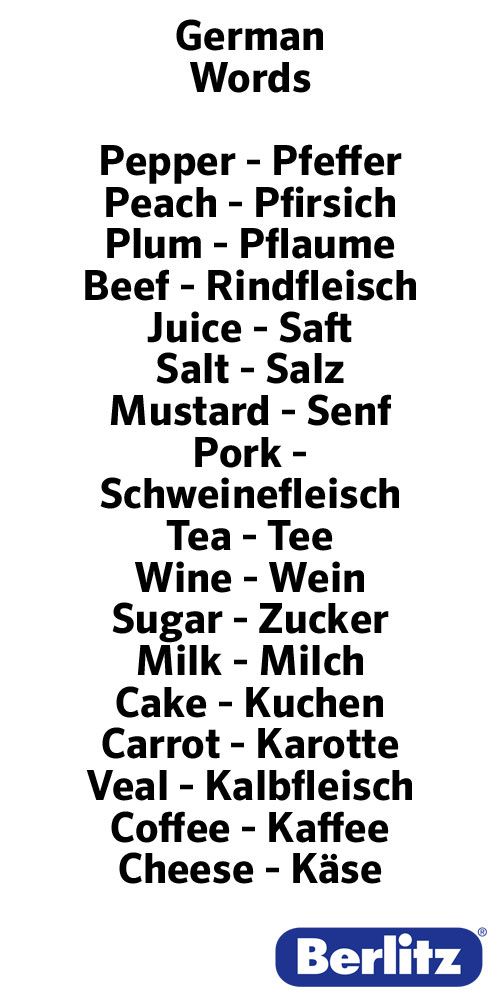 German
Words
Pepper - Pfeffer
Peach - Pfirsich
Plum - Pflaume
Beef - Rindfleisch
Juice - Saft
Salt - Salz
Mustard - Senf
Pork -
Schweinefleisch
Tea - Tee
Wine - Wein
Sugar - Zucker
Milk - Milch
Cake - Kuchen
Carrot - Karotte
Veal - Kalbfleisch
Coffee - Kaffee
Cheese - Käse
Berlitz®